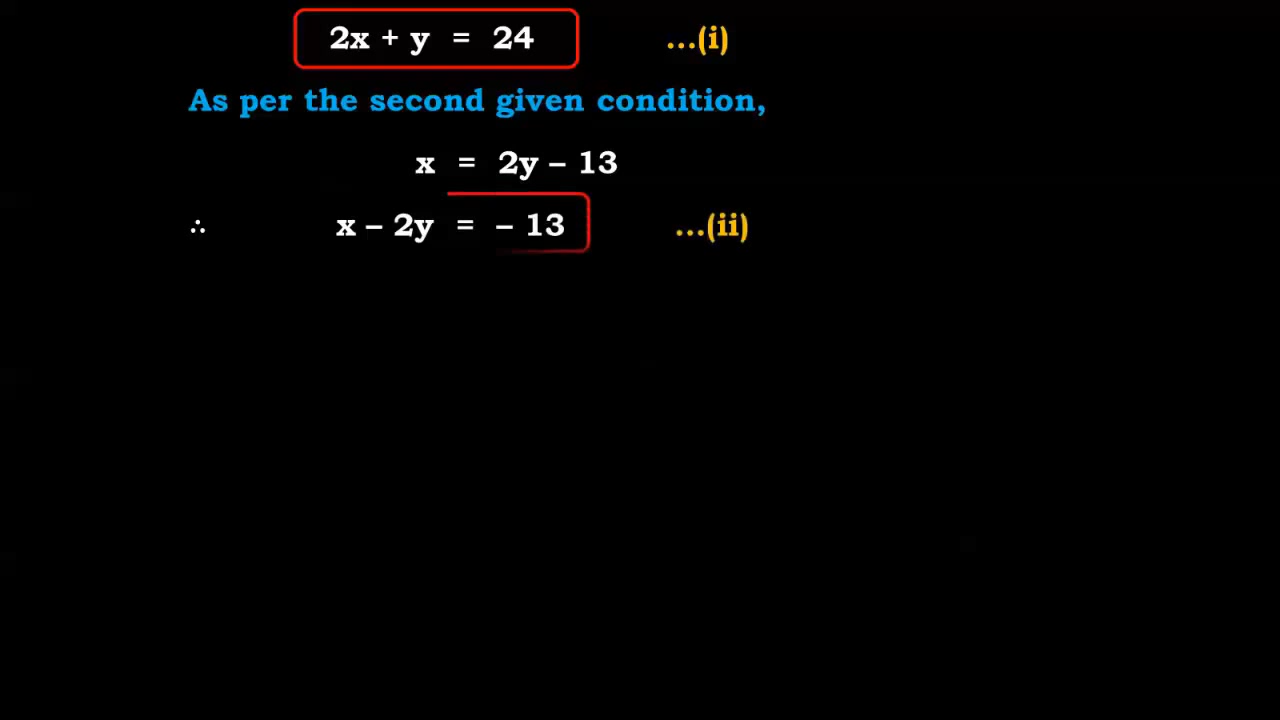 2x + y = 24 ...(i)
As per the second given condition,
x = 2y – 13
∴ x – 2y = – 13 ...(ii)